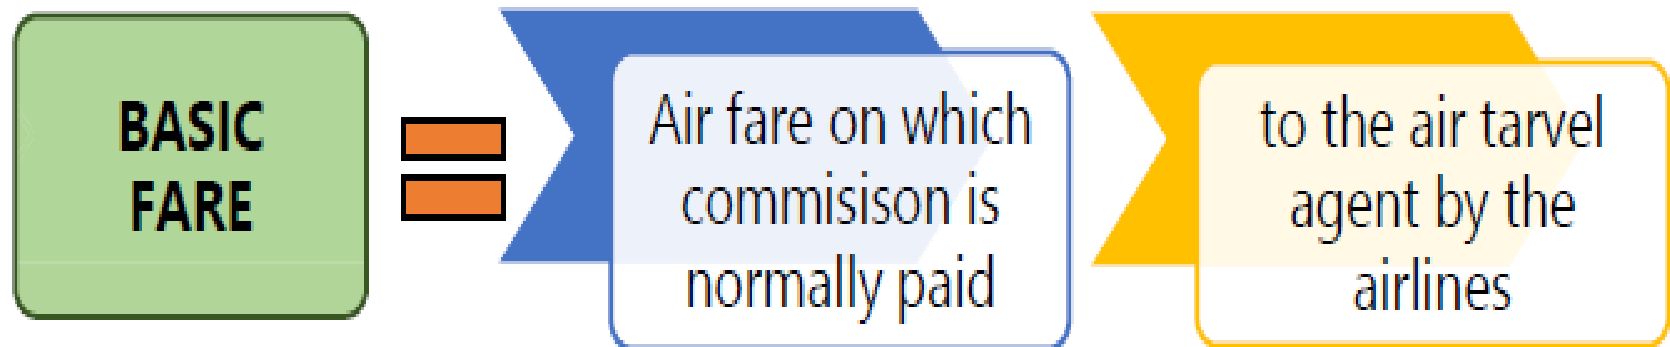 BASIC
FARE
Air fare on which
commisison is
normally paid
to the air tarvel
agent by the
airlines